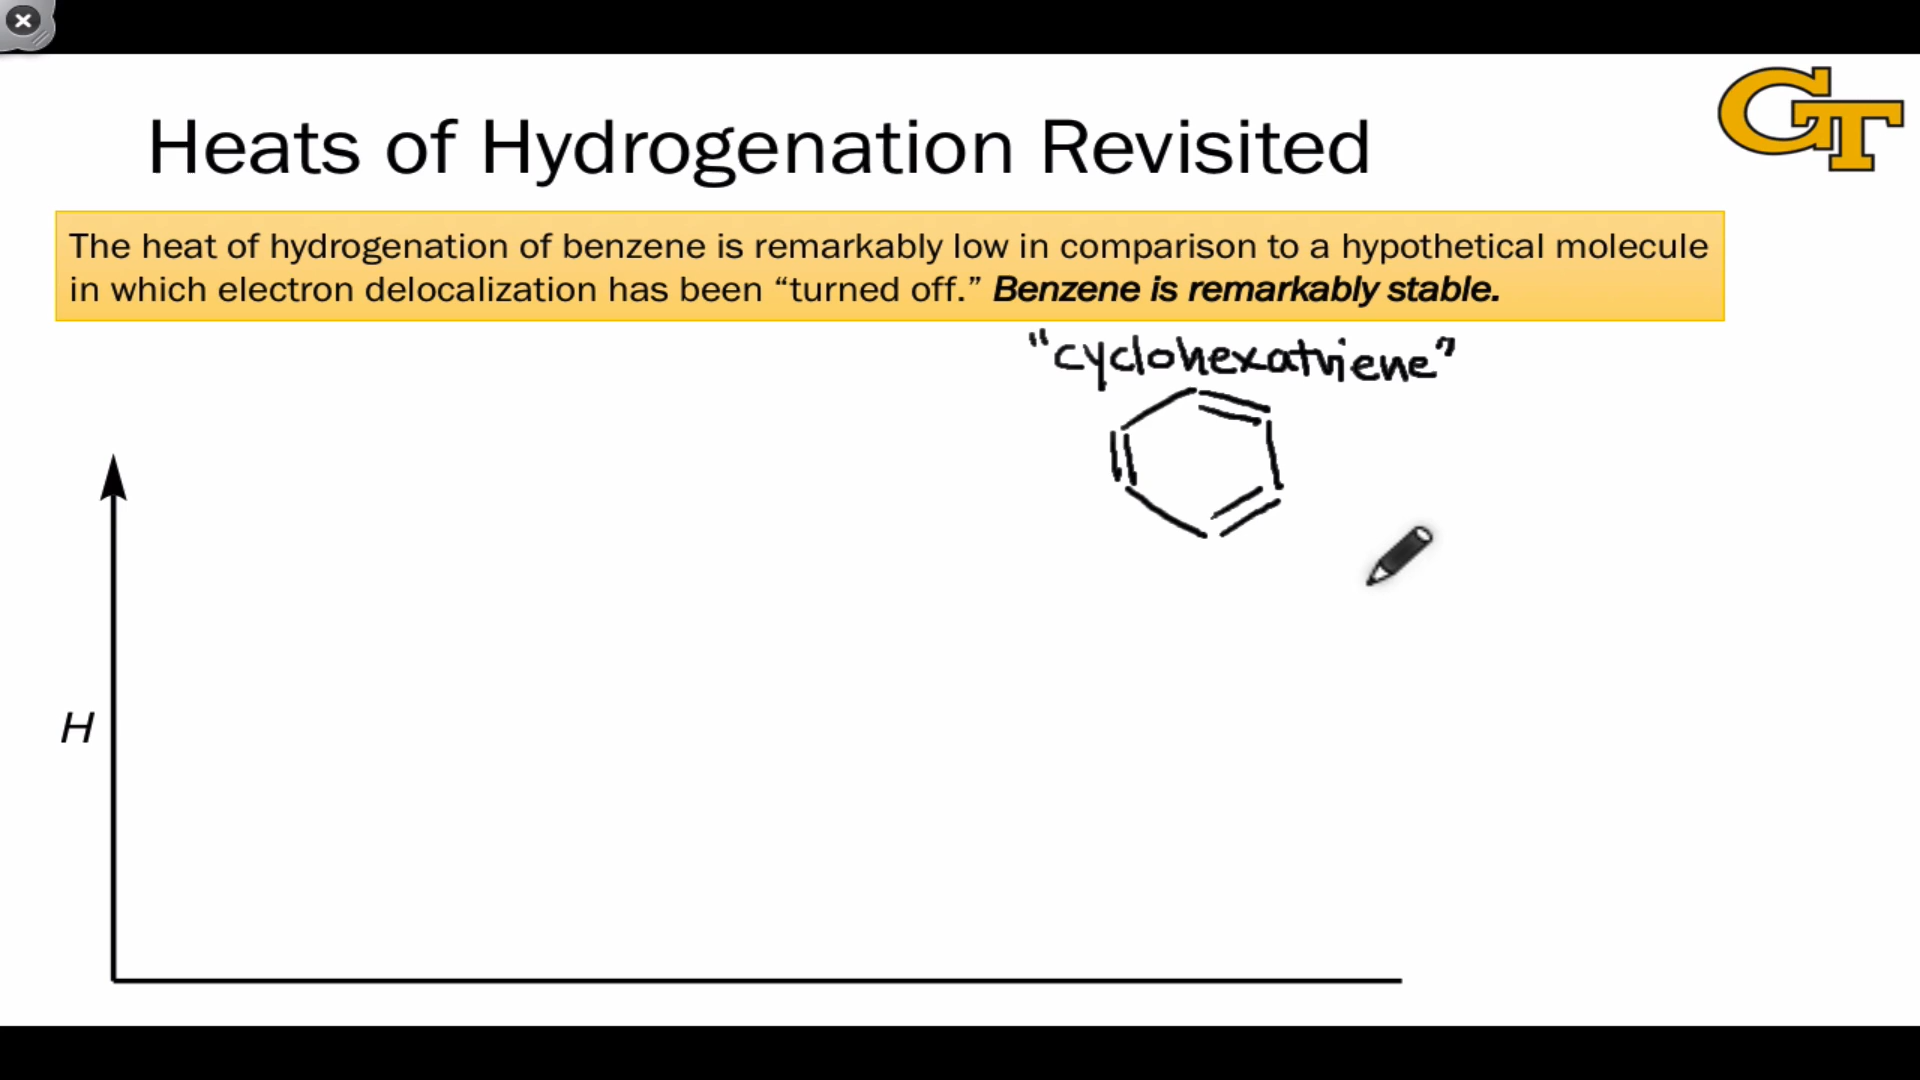 GT
Heats of Hydrogenation Revisited
The heat of hydrogenation of benzene is remarkably low in comparison to a hypothetical molecule
in which electron delocalization has been “turned off.” Benzene is remarkably stable.
"cyclohexatriene"
H